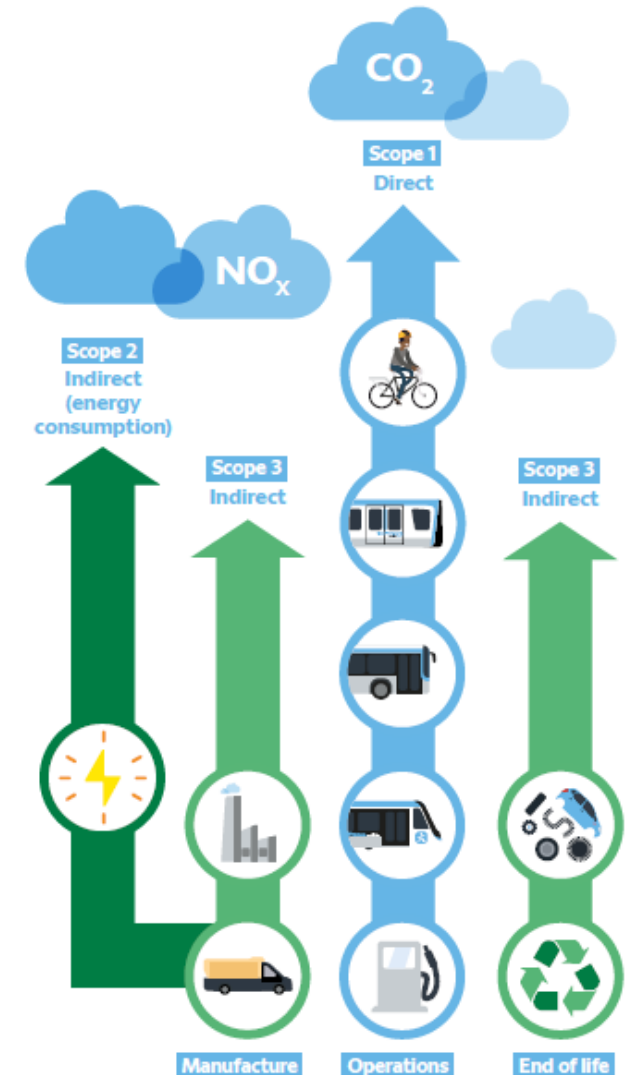 CO₂
Scope 1
Direct
NOₓ
Scope 2
Indirect
(energy
consumption)
Scope 3
Indirect
Scope 3
Indirect
Manufacture
Operations
End of life